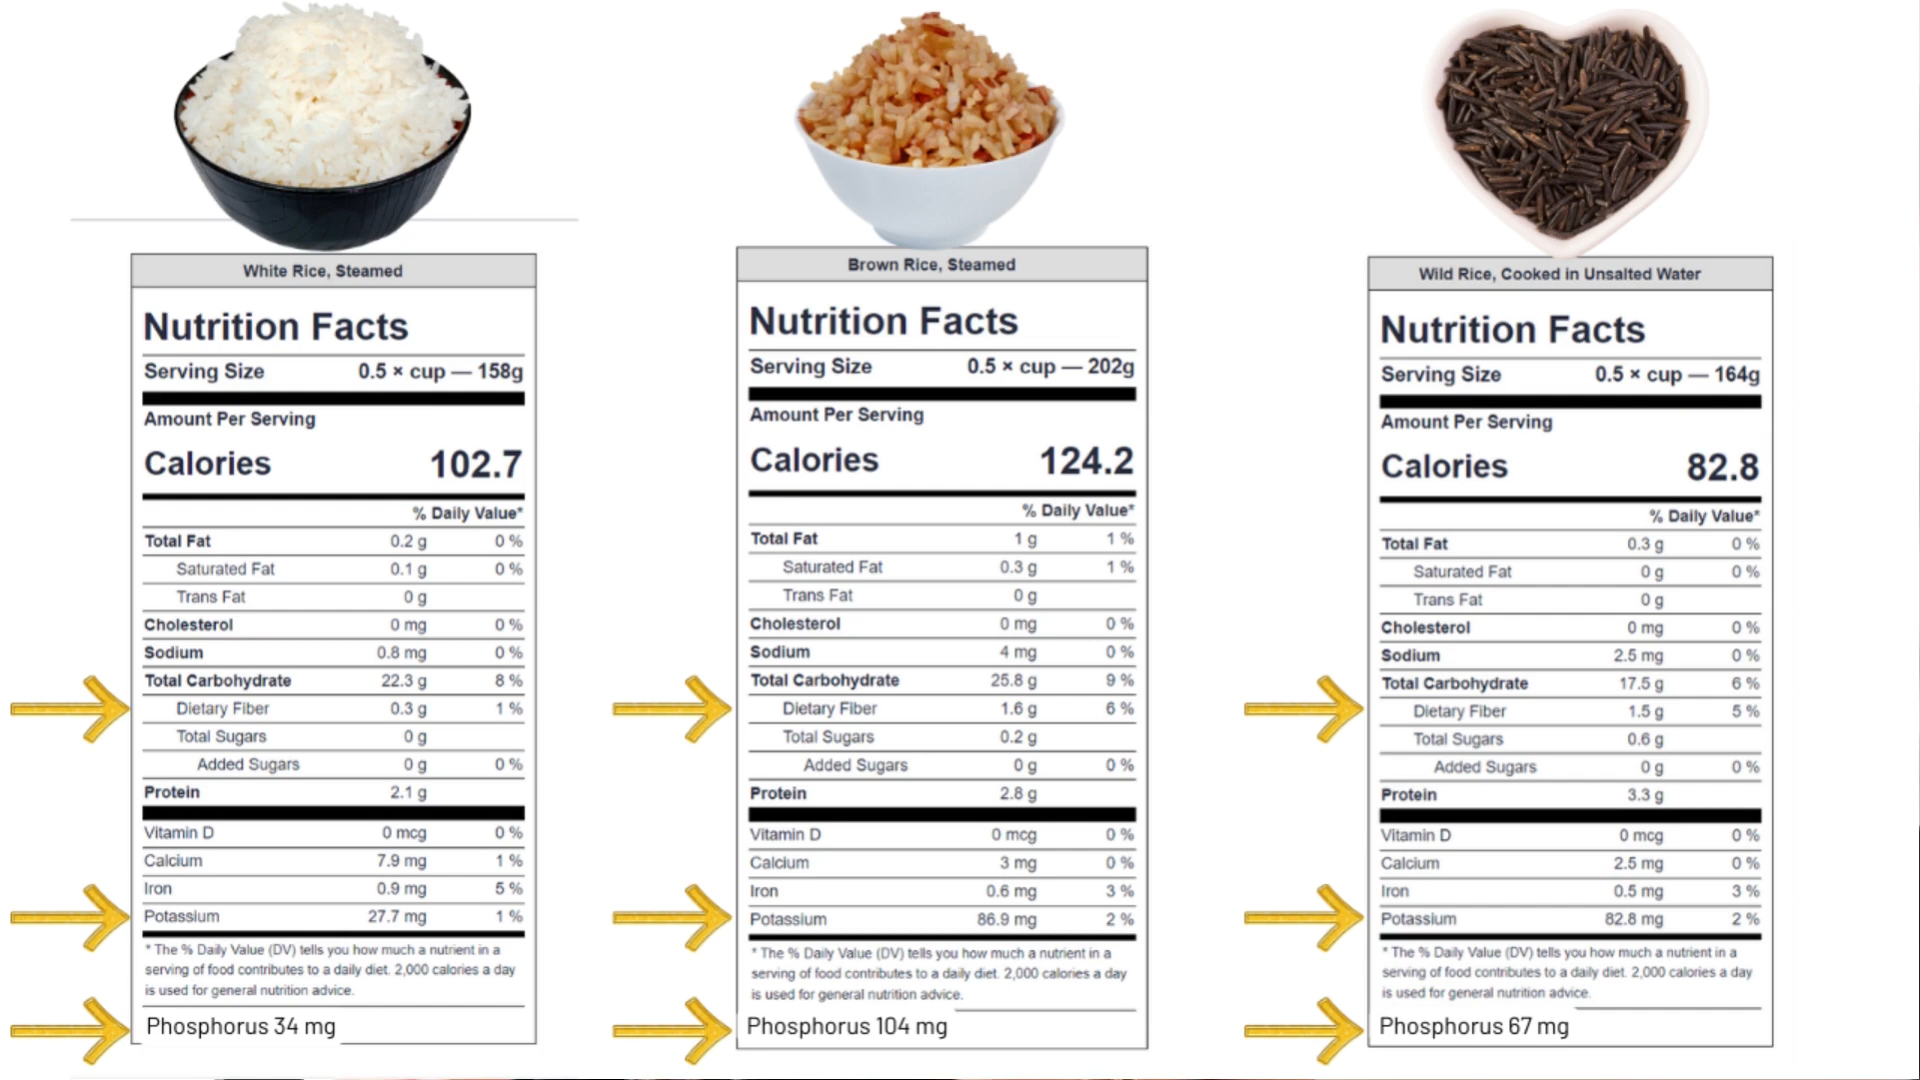 White Rice, Steamed
Nutrition Facts
Serving Size 0.5 × cup — 158g
Amount Per Serving
Calories 102.7
% Daily Value*
Total Fat 0.2 g 0 %
Saturated Fat 0.1 g 0 %
Trans Fat 0 g
Cholesterol 0 mg 0 %
Sodium 0.8 mg 0 %
Total Carbohydrate 22.3 g 8 %
Dietary Fiber 0.3 g 1 %
Total Sugars 0 g
Added Sugars 0 g 0 %
Protein 2.1 g
Vitamin D 0 mcg 0 %
Calcium 7.9 mg 1 %
Iron 0.9 mg 5 %
Potassium 27.7 mg 1 %
* The % Daily Value (DV) tells you how much a nutrient in a
serving of food contributes to a daily diet. 2,000 calories a day
is used for general nutrition advice.
Phosphorus 34 mg
Brown Rice, Steamed
Nutrition Facts
Serving Size 0.5 × cup — 202g
Amount Per Serving
Calories 124.2
% Daily Value*
Total Fat 1 g 1 %
Saturated Fat 0.3 g 1 %
Trans Fat 0 g
Cholesterol 0 mg 0 %
Sodium 4 mg 0 %
Total Carbohydrate 25.8 g 9 %
Dietary Fiber 1.6 g 6 %
Total Sugars 0.2 g
Added Sugars 0 g 0 %
Protein 2.8 g
Vitamin D 0 mcg 0 %
Calcium 3 mg 0 %
Iron 0.6 mg 3 %
Potassium 86.9 mg 2 %
* The % Daily Value (DV) tells you how much a nutrient in a
serving of food contributes to a daily diet. 2,000 calories a day
is used for general nutrition advice.
Phosphorus 104 mg
Wild Rice, Cooked in Unsalted Water
Nutrition Facts
Serving Size 0.5 × cup — 164g
Amount Per Serving
Calories 82.8
% Daily Value*
Total Fat 0.3 g 0 %
Saturated Fat 0 g 0 %
Trans Fat 0 g
Cholesterol 0 mg 0 %
Sodium 2.5 mg 0 %
Total Carbohydrate 17.5 g 6 %
Dietary Fiber 1.5 g 5 %
Total Sugars 0.6 g
Added Sugars 0 g 0 %
Protein 3.3 g
Vitamin D 0 mcg 0 %
Calcium 2.5 mg 0 %
Iron 0.5 mg 3 %
Potassium 82.8 mg 2 %
* The % Daily Value (DV) tells you how much a nutrient in a
serving of food contributes to a daily diet. 2,000 calories a day
is used for general nutrition advice.
Phosphorus 67 mg